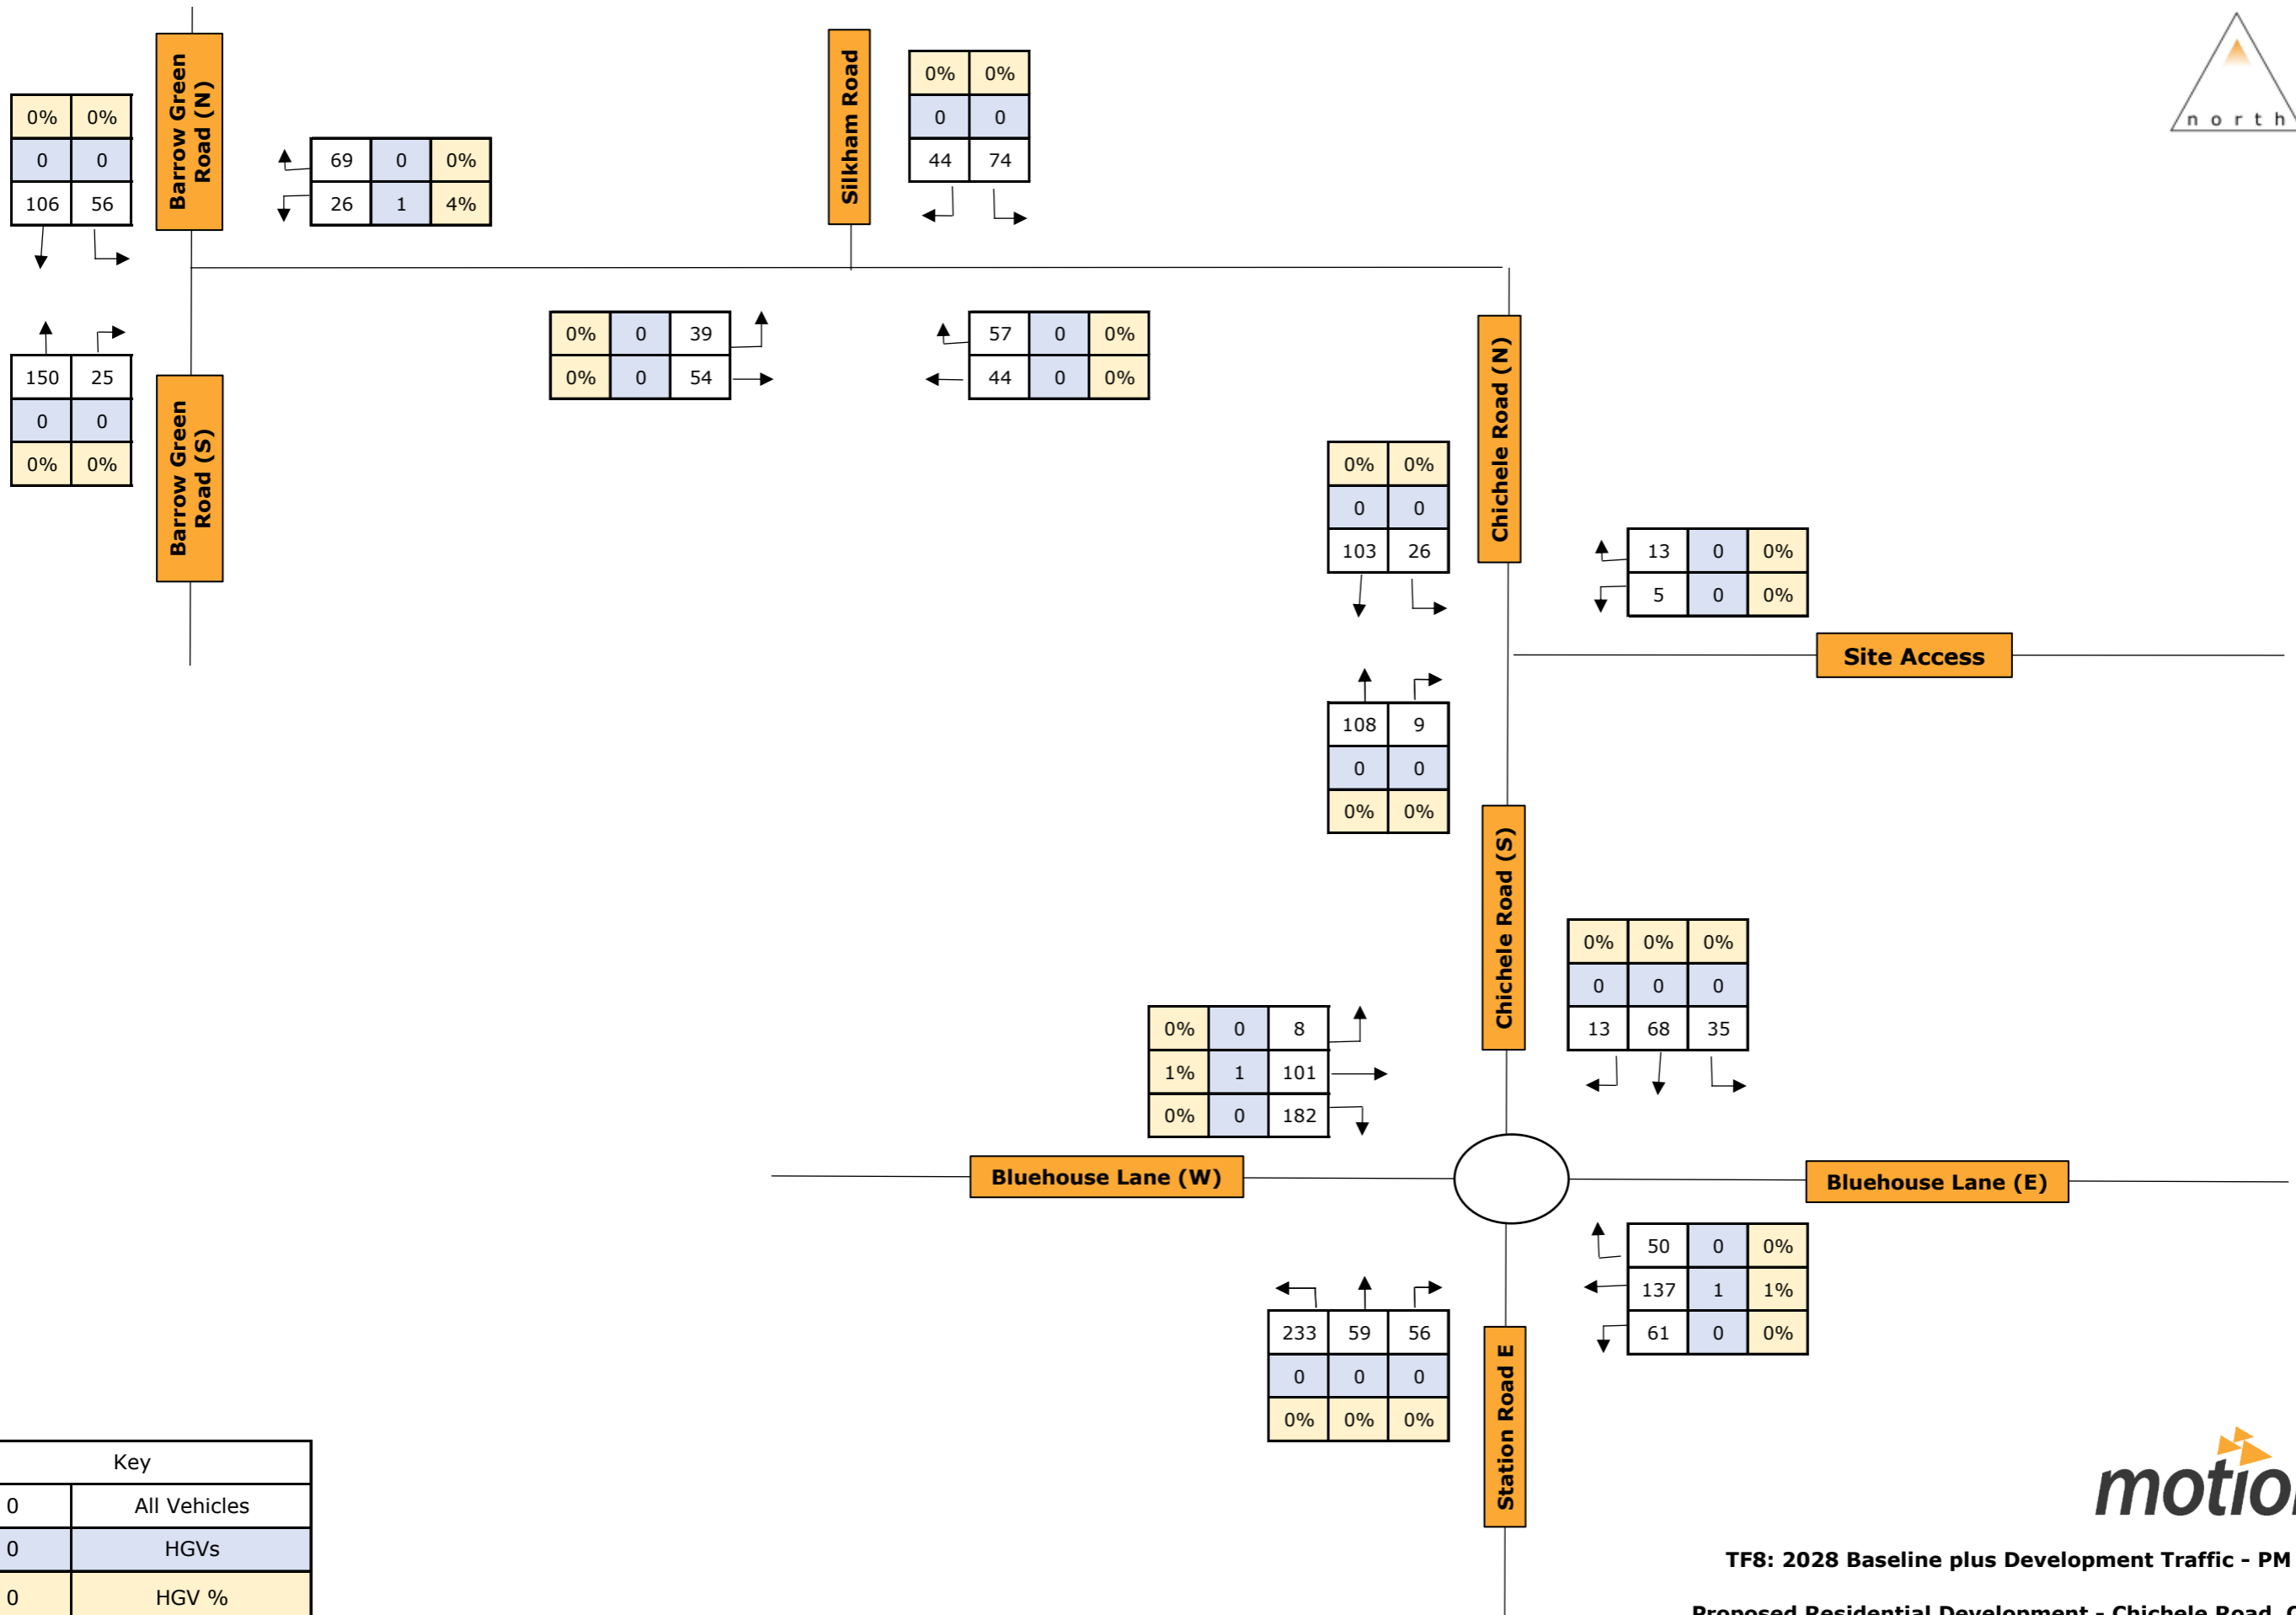 Barrow Green
Road (N)
0% 0%
0 0
106 56
69 0 0%
26 1 4%
Silkham Road
0% 0%
0 0
44 74
north
150 25
0 0
0% 0%
Barrow Green
Road (S)
0% 0 39
0% 0 54
57 0 0%
44 0 0%
Chichele Road (N)
0% 0%
0 0
103 26
13 0 0%
5 0 0%
Site Access
108 9
0 0
0% 0%
Chichele Road (S)
0% 0% 0%
0 0 0
13 68 35
0% 0 8
1% 1 101
0% 0 182
Bluehouse Lane (W)
Bluehouse Lane (E)
50 0 0%
137 1 1%
61 0 0%
233 59 56
0 0 0
0% 0% 0%
Station Road E
Key
0 All Vehicles
0 HGVs
0 HGV %
TF8: 2028 Baseline plus Development Traffic - PM
Proposed Residential Development - Chichele Road,